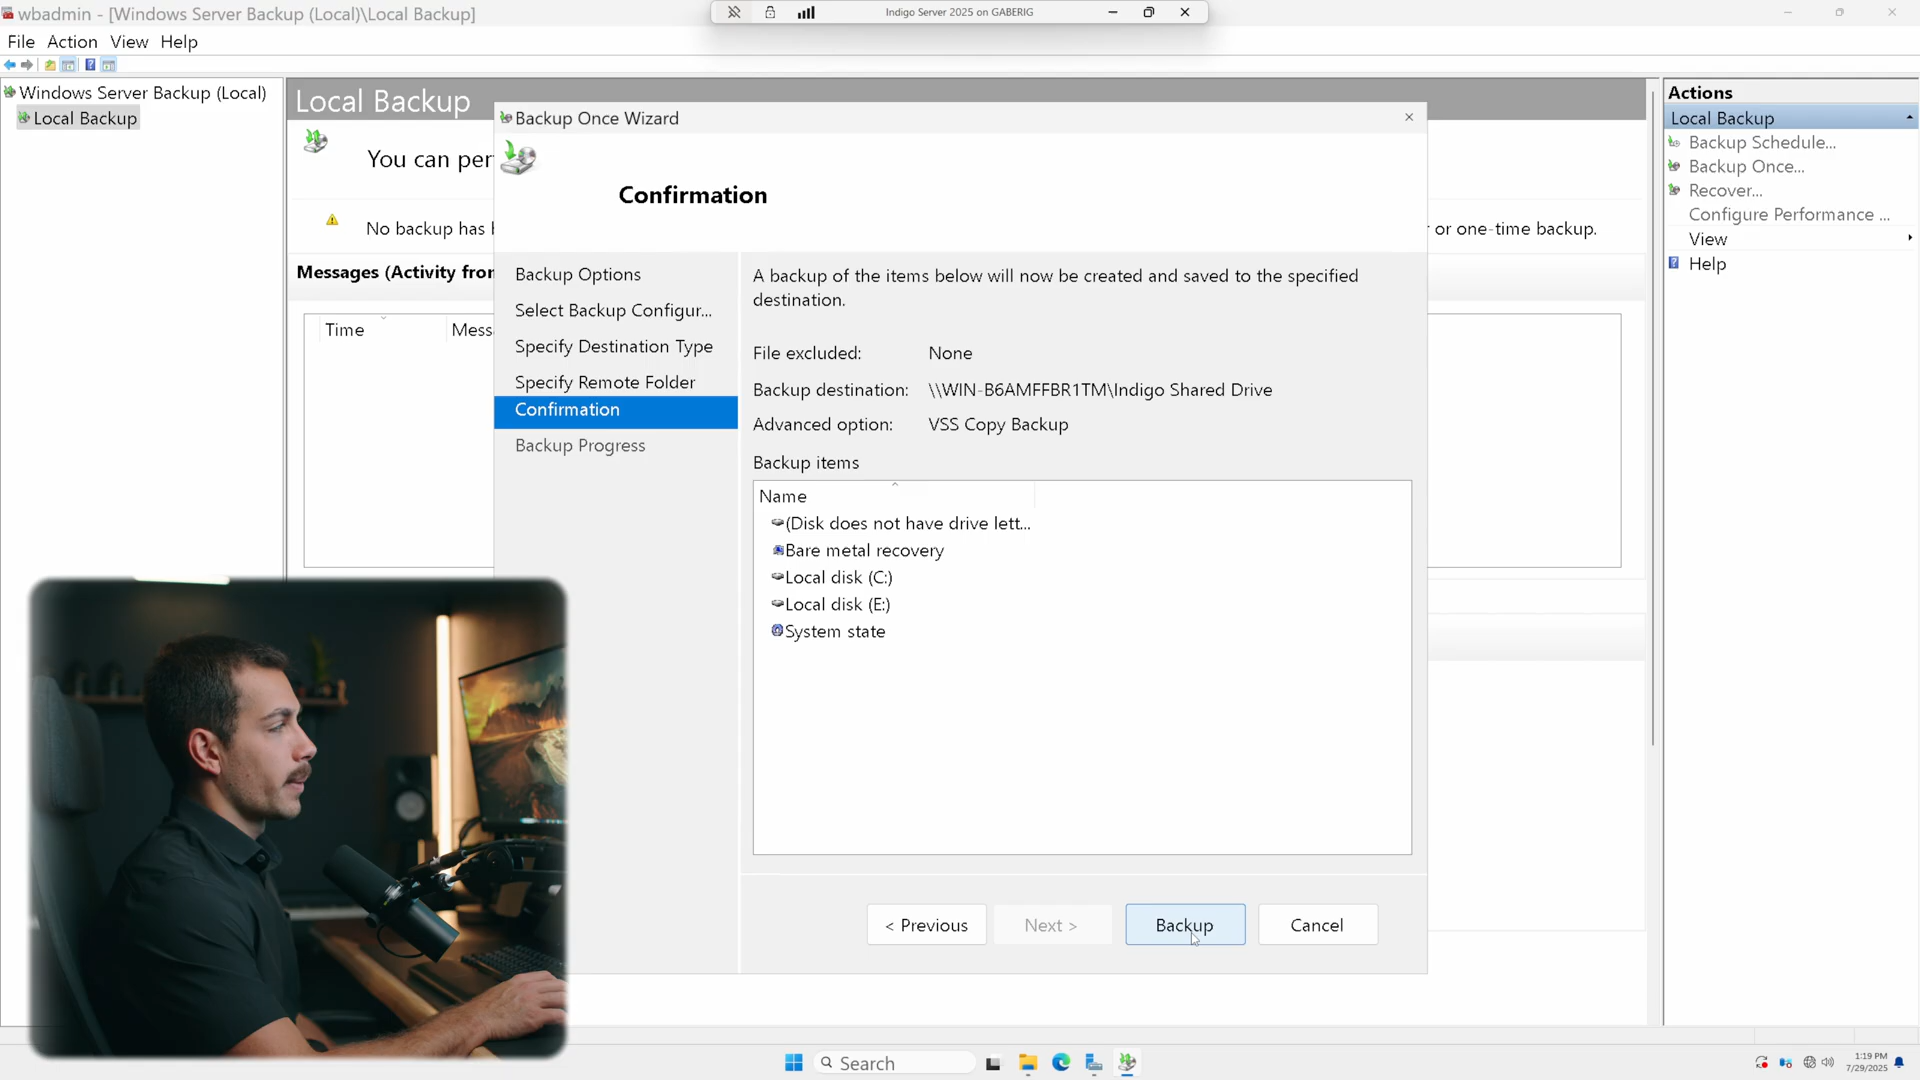 wbadmin - [Windows Server Backup (Local)\Local Backup]
Indigo Server 2025 on GABERIG
File Action View Help
Windows Server Backup (Local)
Local Backup
Local Backup
You can per
No backup has
or one-time backup.
Messages (Activity from
Time
Mess
Backup Once Wizard
Confirmation
Backup Options
Select Backup Configur...
Specify Destination Type
Specify Remote Folder
Confirmation
Backup Progress
A backup of the items below will now be created and saved to the specified
destination.
File excluded: None
Backup destination: \\WIN-B6AMFFBR1TM\Indigo Shared Drive
Advanced option: VSS Copy Backup
Backup items
Name
(Disk does not have drive lett...
Bare metal recovery
Local disk (C:)
Local disk (E:)
System state
< Previous
Next >
Backup
Cancel
Actions
Local Backup
Backup Schedule...
Backup Once...
Recover...
Configure Performance ...
View
Help
Search
1:19 PM
7/29/2025